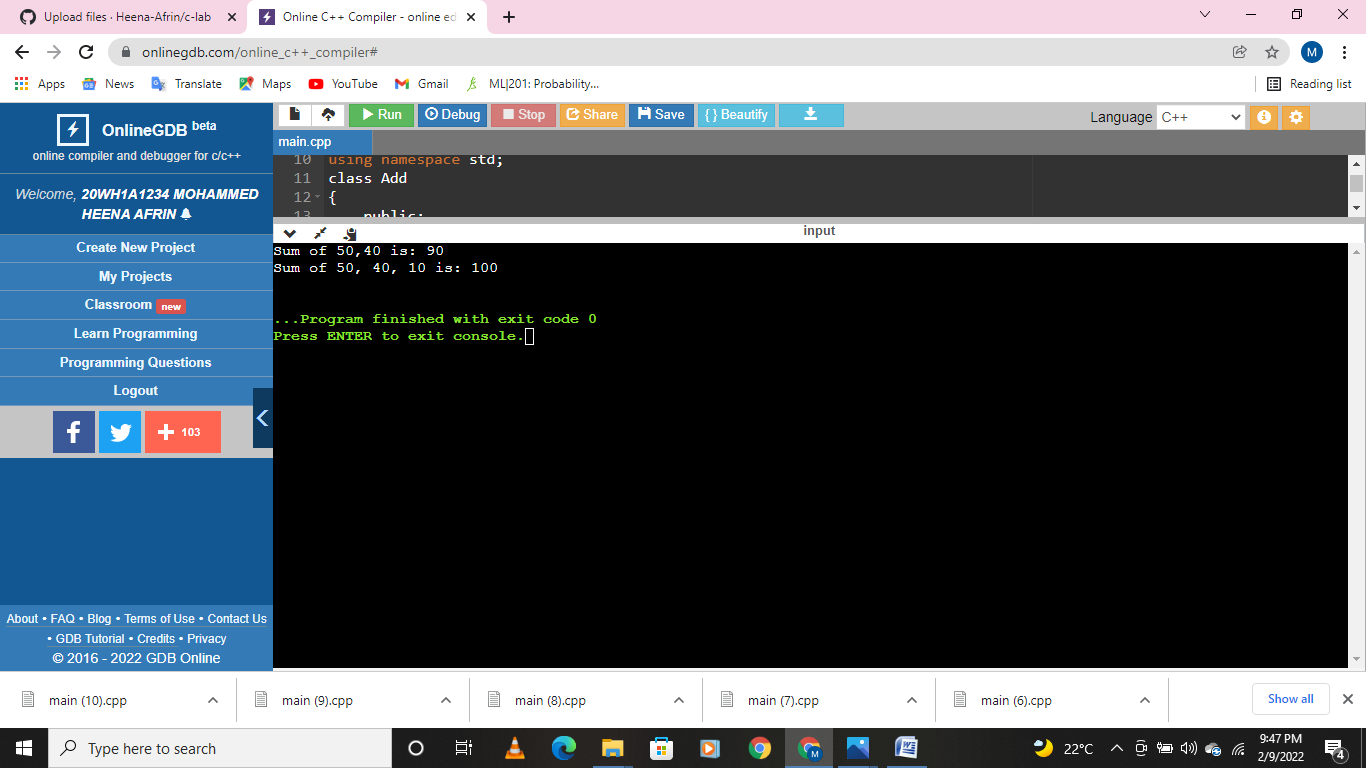 Upload files · Heena-Afrin/c-lab
Online C++ Compiler - online ed
onlinegdb.com/online_c++_compiler#
M
Apps
News
Translate
Maps
YouTube
Gmail
ML|201: Probability...
Reading list
OnlineGDB beta
online compiler and debugger for c/c++
Welcome, 20WH1A1234 MOHAMMED
HEENA AFRIN
Create New Project
My Projects
Classroom new
Learn Programming
Programming Questions
Logout
103
About • FAQ • Blog • Terms of Use • Contact Us
• GDB Tutorial • Credits • Privacy
© 2016 - 2022 GDB Online
Run
Debug
Stop
Share
Save
{ } Beautify
Language C++
main.cpp
10 using namespace std;
11 class Add
12 {
13 public:
input
Sum of 50,40 is: 90
Sum of 50, 40, 10 is: 100
...Program finished with exit code 0
Press ENTER to exit console.
main (10).cpp
main (9).cpp
main (8).cpp
main (7).cpp
main (6).cpp
Show all
Type here to search
22°C
9:47 PM
2/9/2022
4